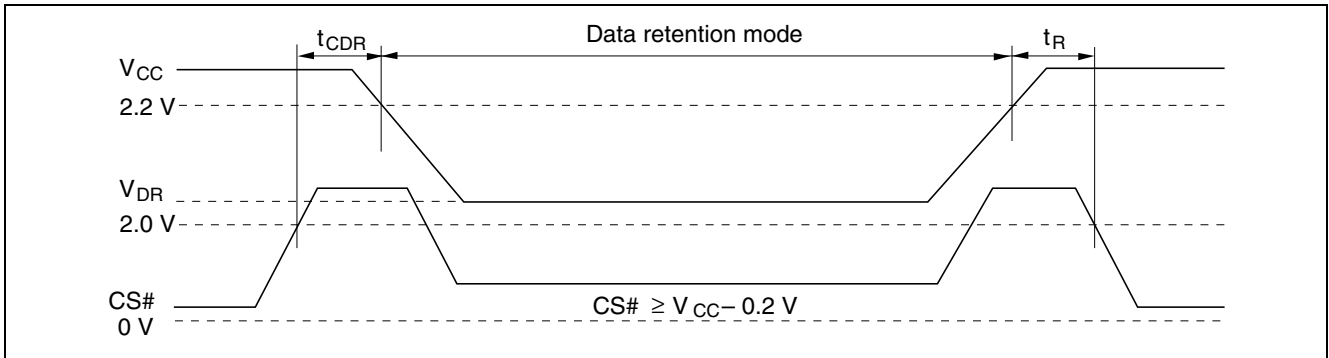 tCDR Data retention mode tR
VCC
2.2 V
VDR
2.0 V
CS#
CS# ≥ VCC – 0.2 V
0 V